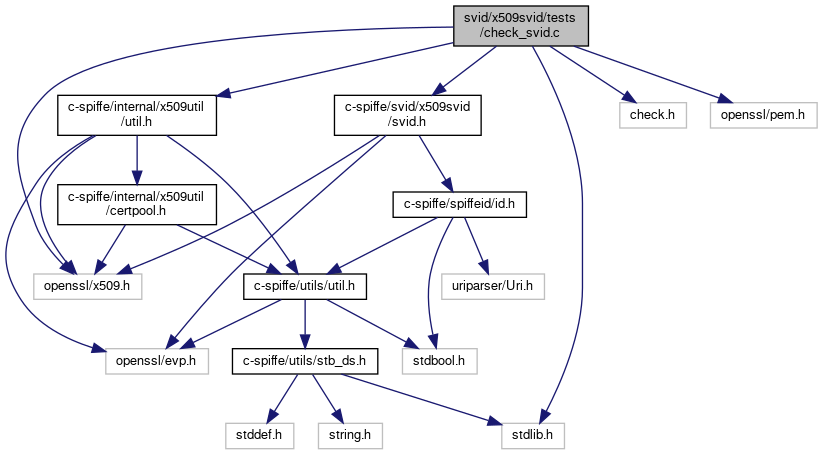 svid/x509svid/tests
/check_svid.c
c-spiffe/internal/x509util
/util.h
c-spiffe/svid/x509svid
/svid.h
check.h
openssl/pem.h
c-spiffe/internal/x509util
/certpool.h
c-spiffe/spiffeid/id.h
openssl/x509.h
c-spiffe/utils/util.h
uriparser/Uri.h
openssl/evp.h
c-spiffe/utils/stb_ds.h
stdbool.h
stddef.h
string.h
stdlib.h